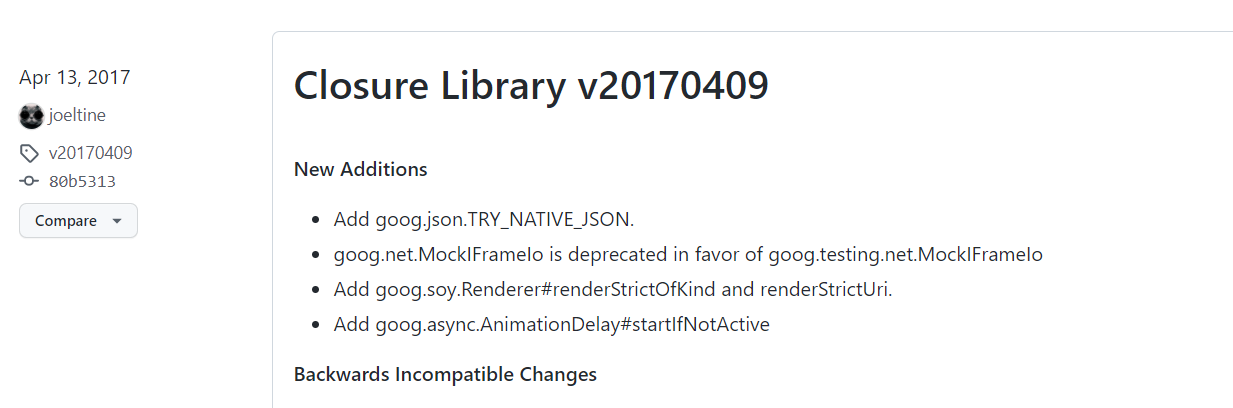 Apr 13, 2017
joeltine
v20170409
80b5313
Compare
Closure Library v20170409
New Additions
• Add goog.json.TRY_NATIVE_JSON.
• goog.net.MockIFrameIo is deprecated in favor of goog.testing.net.MockIFrameIo
• Add goog.soy.Renderer#renderStrictOfKind and renderStrictUri.
• Add goog.async.AnimationDelay#startIfNotActive
Backwards Incompatible Changes